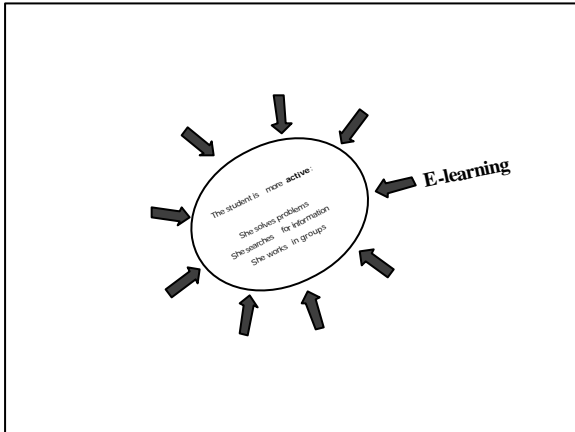 The student is more active:
She solves problems
She searches for information
She works in groups
E-learning